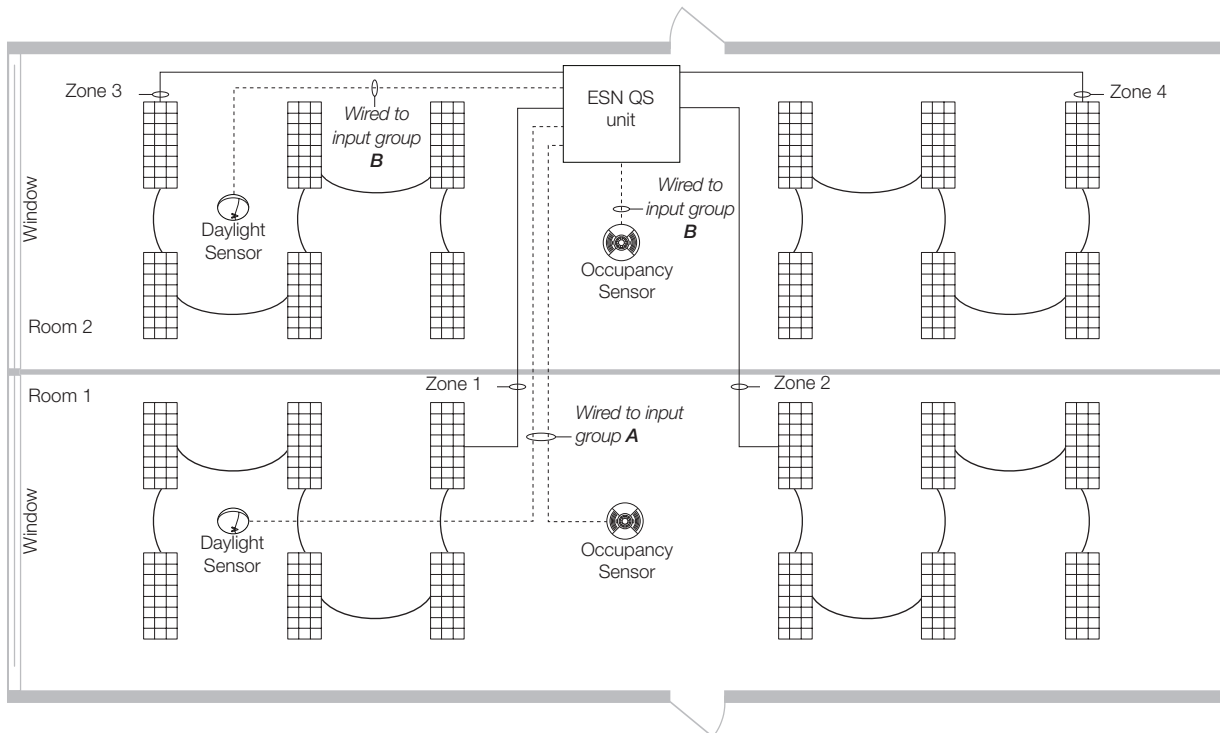 Zone 3
Wired to
input group
B
ESN QS
unit
Zone 4
Window
Daylight
Sensor
Wired to
input group
B
Occupancy
Sensor
Room 2
Zone 1
Zone 2
Room 1
Wired to input
group A
Window
Daylight
Sensor
Occupancy
Sensor